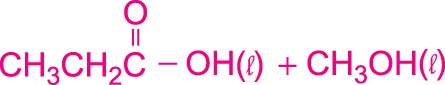 O
||
CH₃CH₂C − OH(ℓ) + CH₃OH(ℓ)